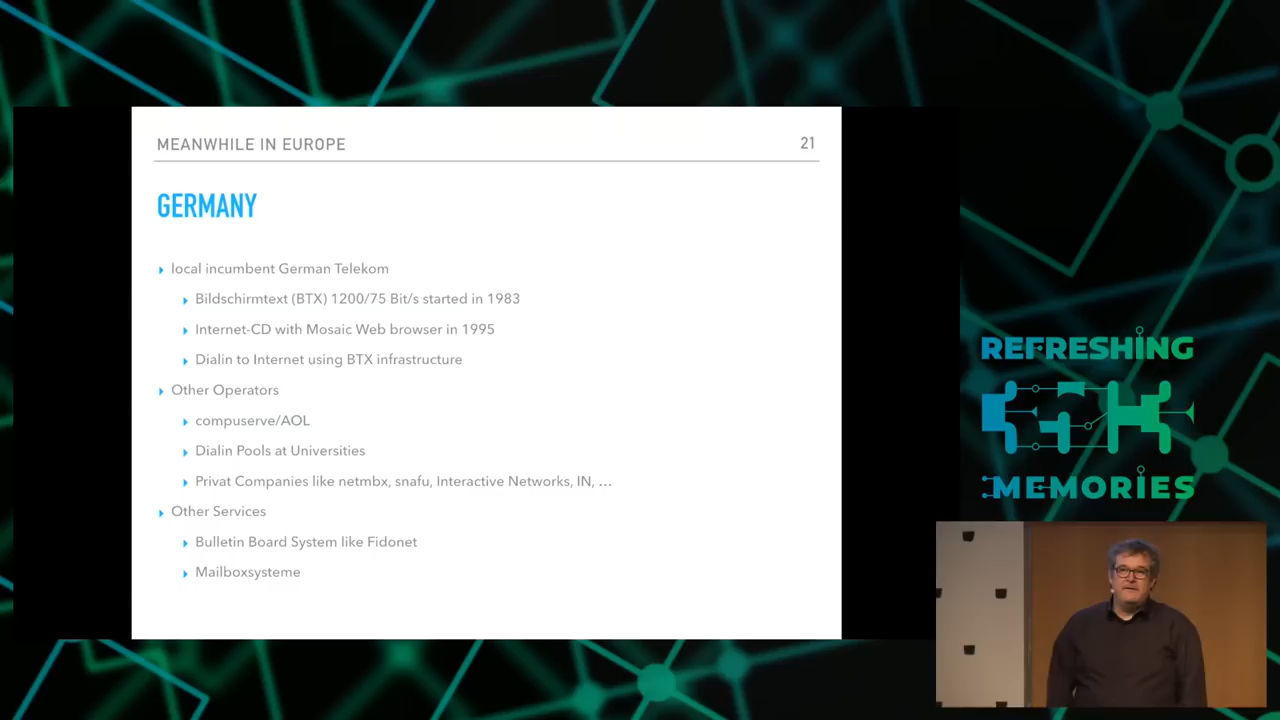 MEANWHILE IN EUROPE
21
GERMANY
local incumbent German Telekom
Bildschirmtext (BTX) 1200/75 Bit/s started in 1983
Internet-CD with Mosaic Web browser in 1995
Dialin to Internet using BTX infrastructure
Other Operators
compuserve/AOL
Dialin Pools at Universities
Privat Companies like netmbx, snafu, Interactive Networks, IN, …
Other Services
Bulletin Board System like Fidonet
Mailboxsysteme
REFRESHING
MEMORIES